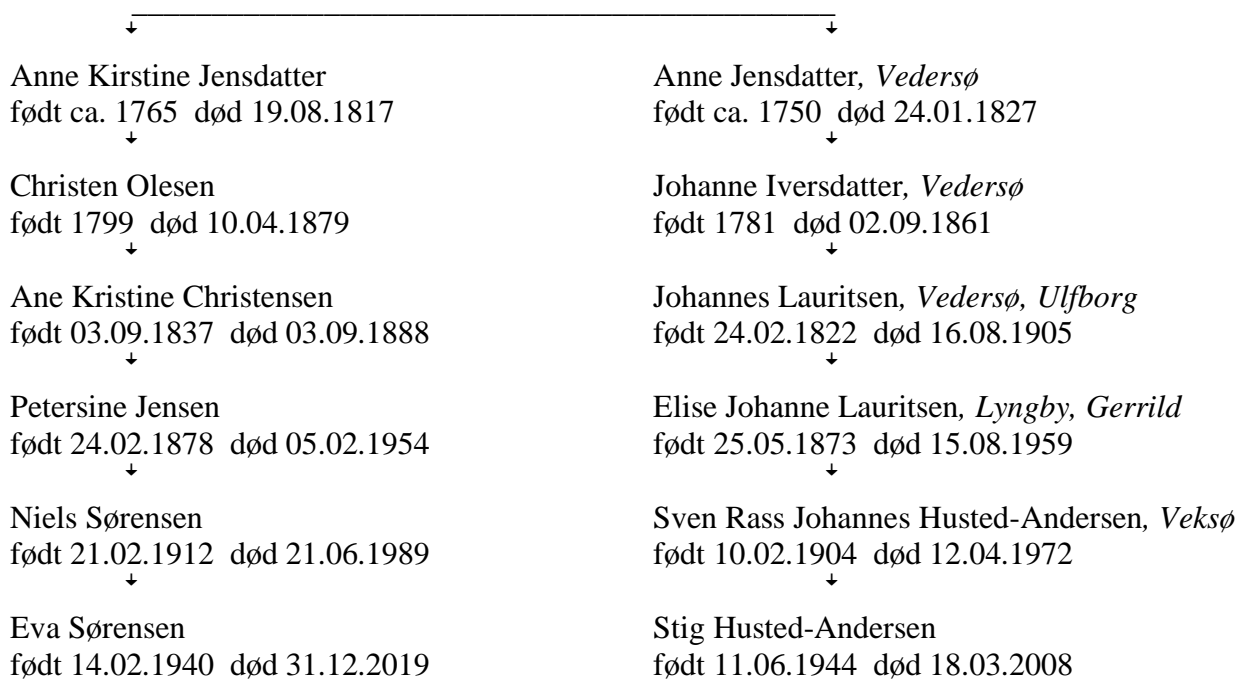 Anne Kirstine Jensdatter
født ca. 1765 død 19.08.1817
Christen Olesen
født 1799 død 10.04.1879
Ane Kristine Christensen
født 03.09.1837 død 03.09.1888
Petersine Jensen
født 24.02.1878 død 05.02.1954
Niels Sørensen
født 21.02.1912 død 21.06.1989
Eva Sørensen
født 14.02.1940 død 31.12.2019
Anne Jensdatter, Vedersø
født ca. 1750 død 24.01.1827
Johanne Iversdatter, Vedersø
født 1781 død 02.09.1861
Johannes Lauritsen, Vedersø, Ulfborg
født 24.02.1822 død 16.08.1905
Elise Johanne Lauritsen, Lyngby, Gerrild
født 25.05.1873 død 15.08.1959
Sven Rass Johannes Husted-Andersen, Veksø
født 10.02.1904 død 12.04.1972
Stig Husted-Andersen
født 11.06.1944 død 18.03.2008